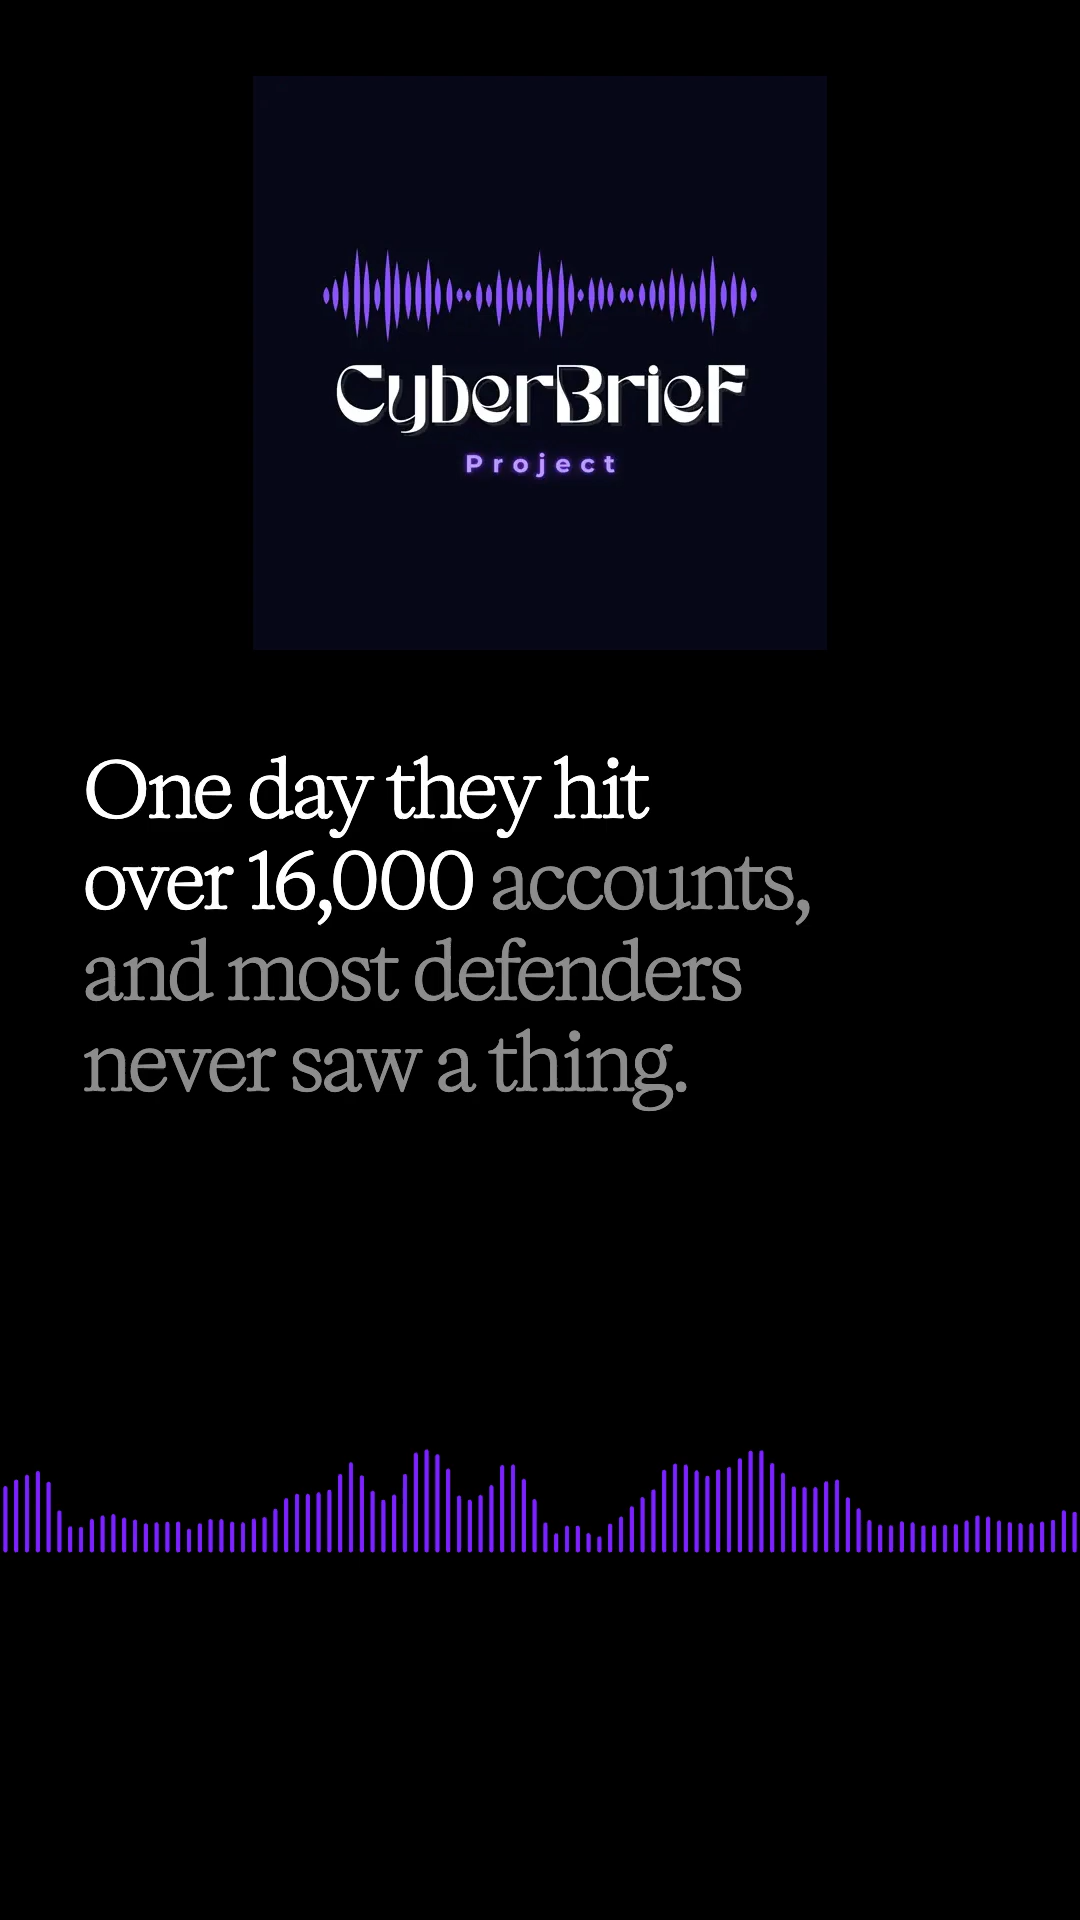 CyberBrief
Project
One day they hit
over 16,000 accounts,
and most defenders
never saw a thing.